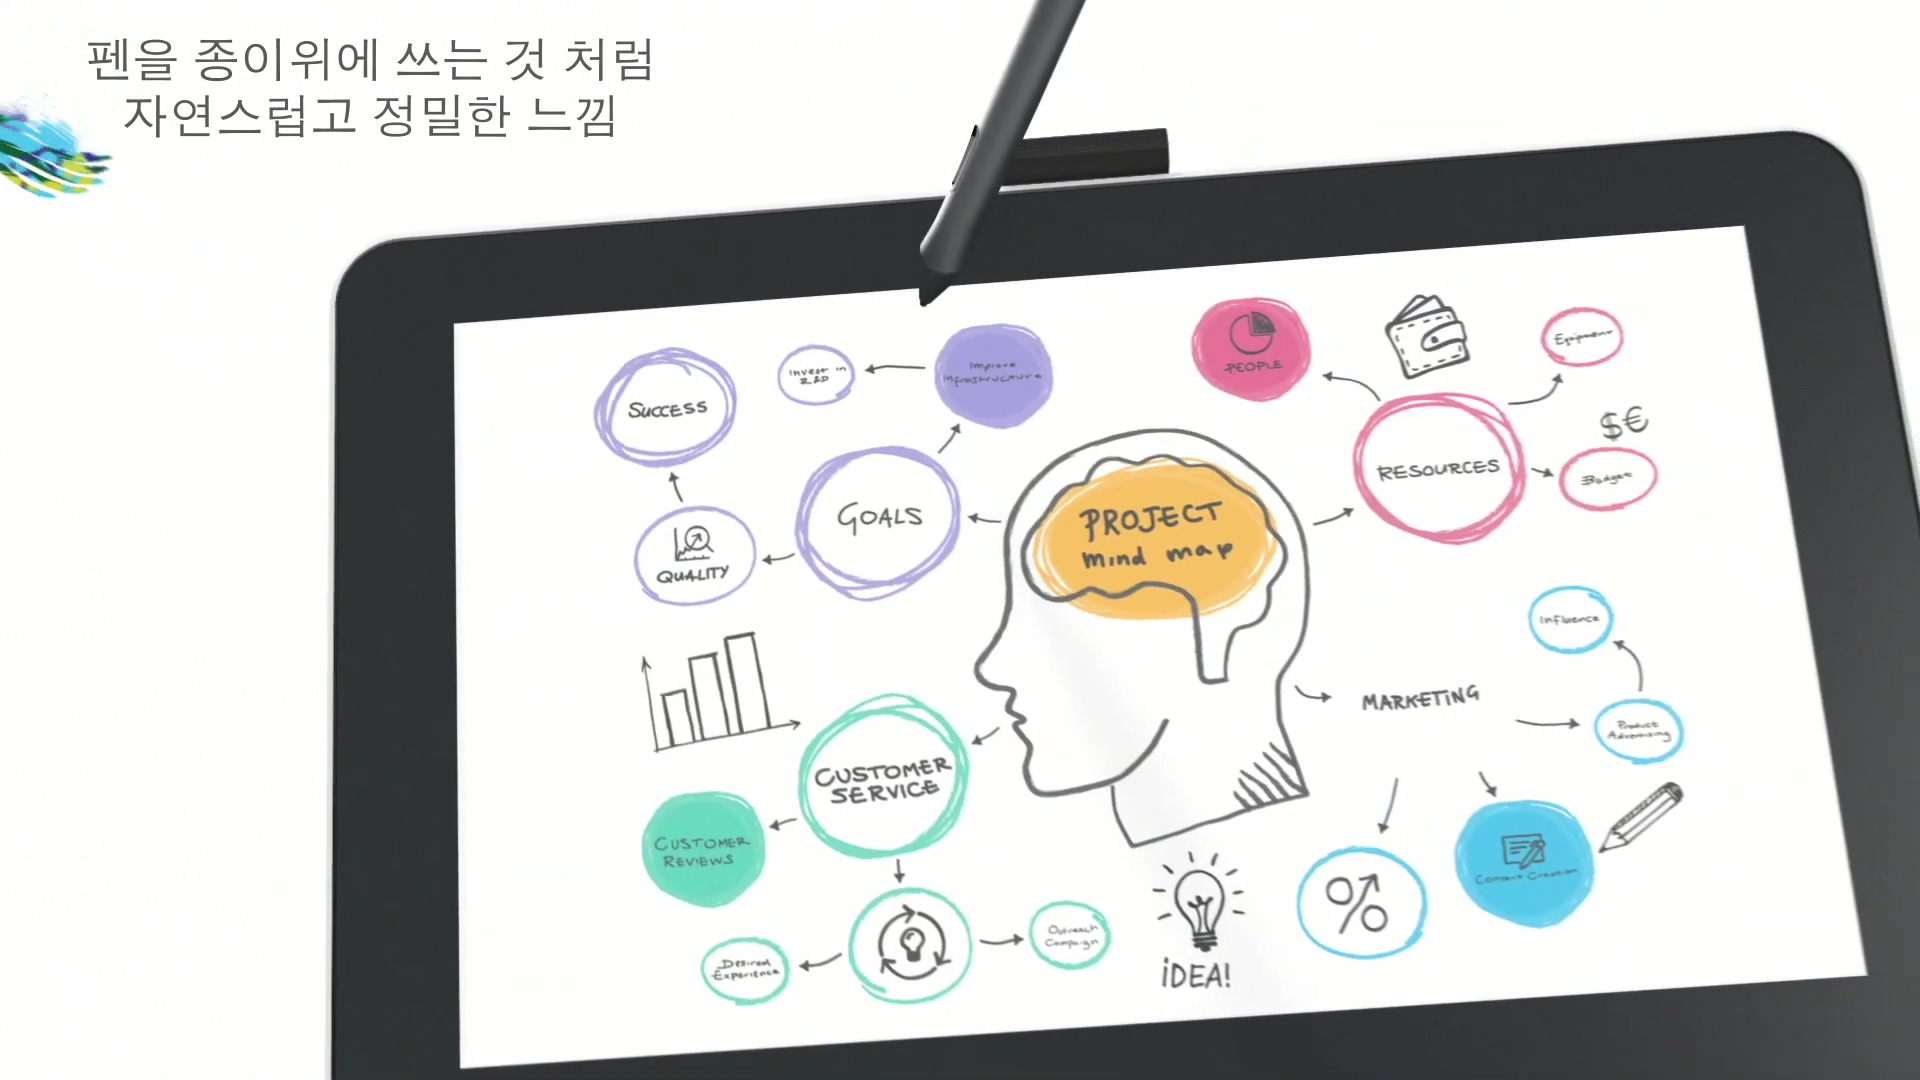 펜을 종이위에 쓰는 것 처럼
자연스럽고 정밀한 느낌
SUCCESS
Invest in
R&D
Improve
Infrastructure
PEOPLE
Equipment
$€
RESOURCES
Budget
GOALS
PROJECT
mind map
QUALITY
Influence
MARKETING
Product
Advertising
CUSTOMER
SERVICE
CUSTOMER
REVIEWS
Content Creation
%
Outreach
Campaign
Desired
Experience
iDEA!